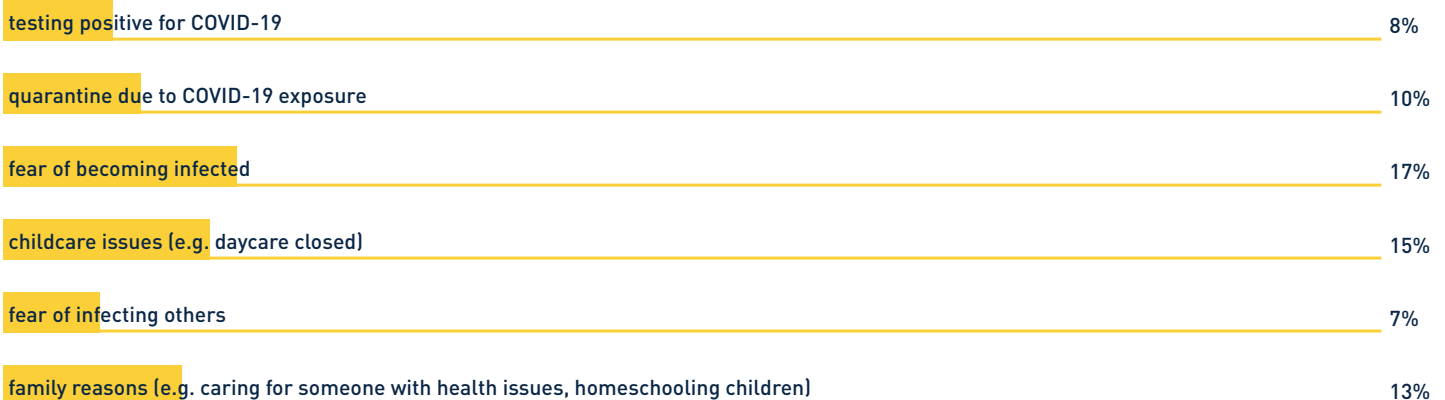 testing positive for COVID-19 8%
quarantine due to COVID-19 exposure 10%
fear of becoming infected 17%
childcare issues (e.g. daycare closed) 15%
fear of infecting others 7%
family reasons (e.g. caring for someone with health issues, homeschooling children) 13%